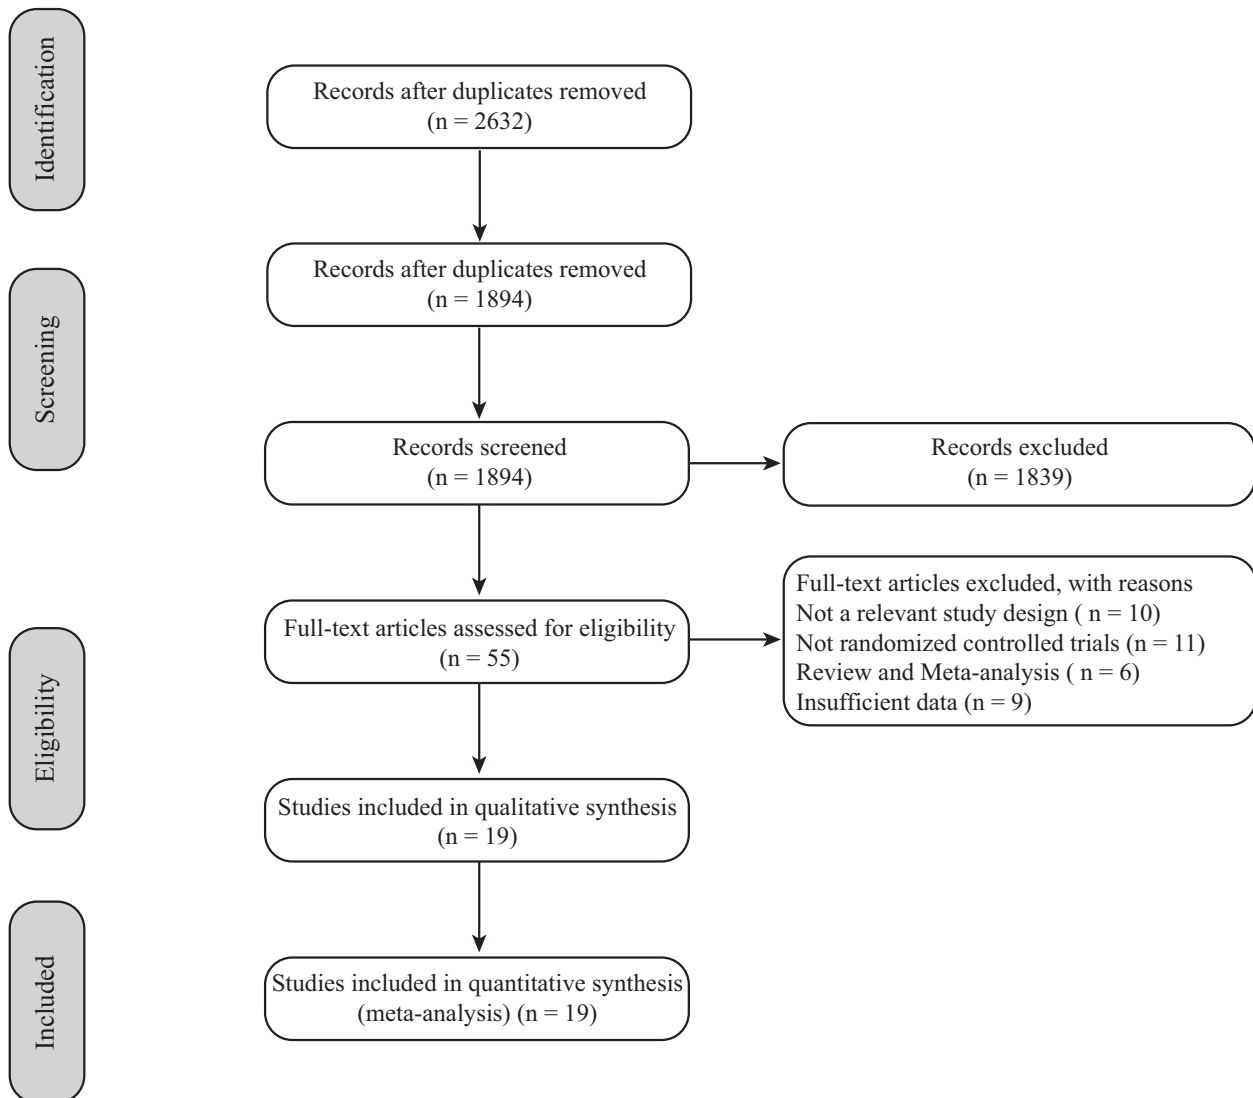 Identification
Records after duplicates removed
(n = 2632)
Screening
Records after duplicates removed
(n = 1894)
Records screened
(n = 1894)
Records excluded
(n = 1839)
Eligibility
Full-text articles assessed for eligibility
(n = 55)
Full-text articles excluded, with reasons
Not a relevant study design ( n = 10)
Not randomized controlled trials (n = 11)
Review and Meta-analysis ( n = 6)
Insufficient data (n = 9)
Studies included in qualitative synthesis
(n = 19)
Included
Studies included in quantitative synthesis
(meta-analysis) (n = 19)